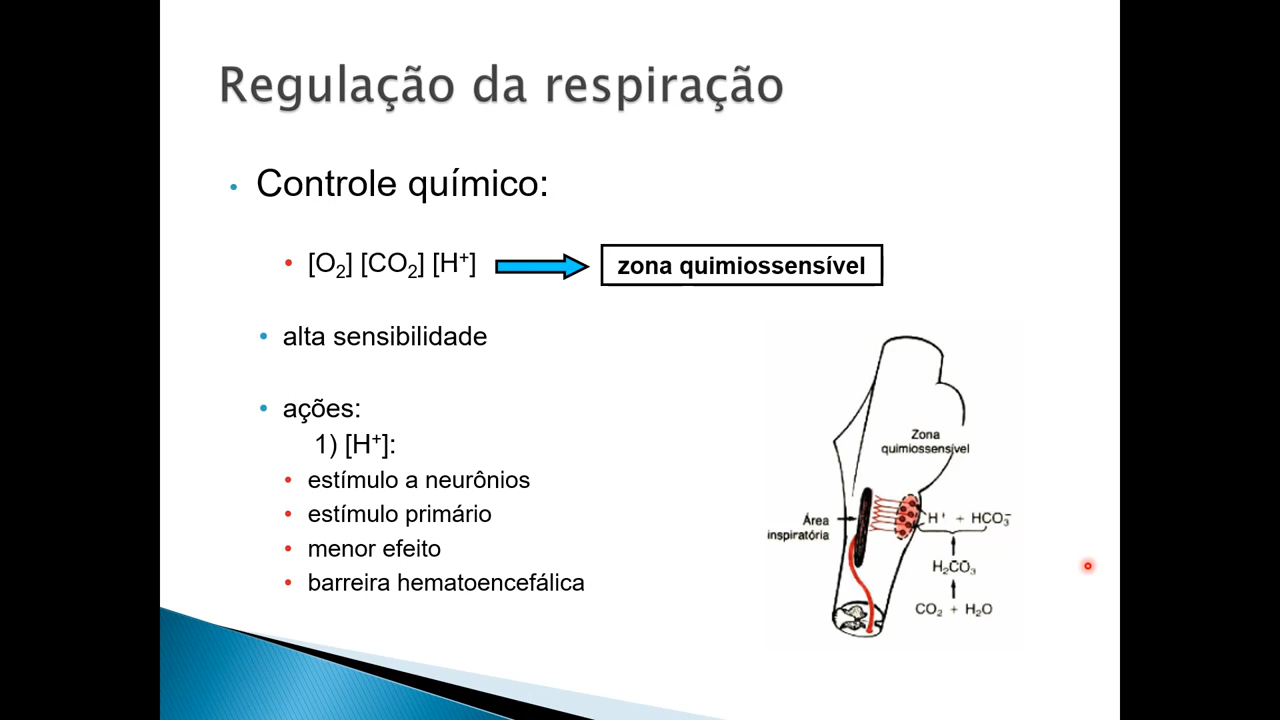 Regulação da respiração
• Controle químico:
• [O₂] [CO₂] [H⁺]
zona quimiossensível
• alta sensibilidade
• ações:
1) [H⁺]:
• estímulo a neurônios
• estímulo primário
• menor efeito
• barreira hematoencefálica
Zona
quimiossensível
Área
inspiratória
H⁺ + HCO₃⁻
H₂CO₃
CO₂ + H₂O